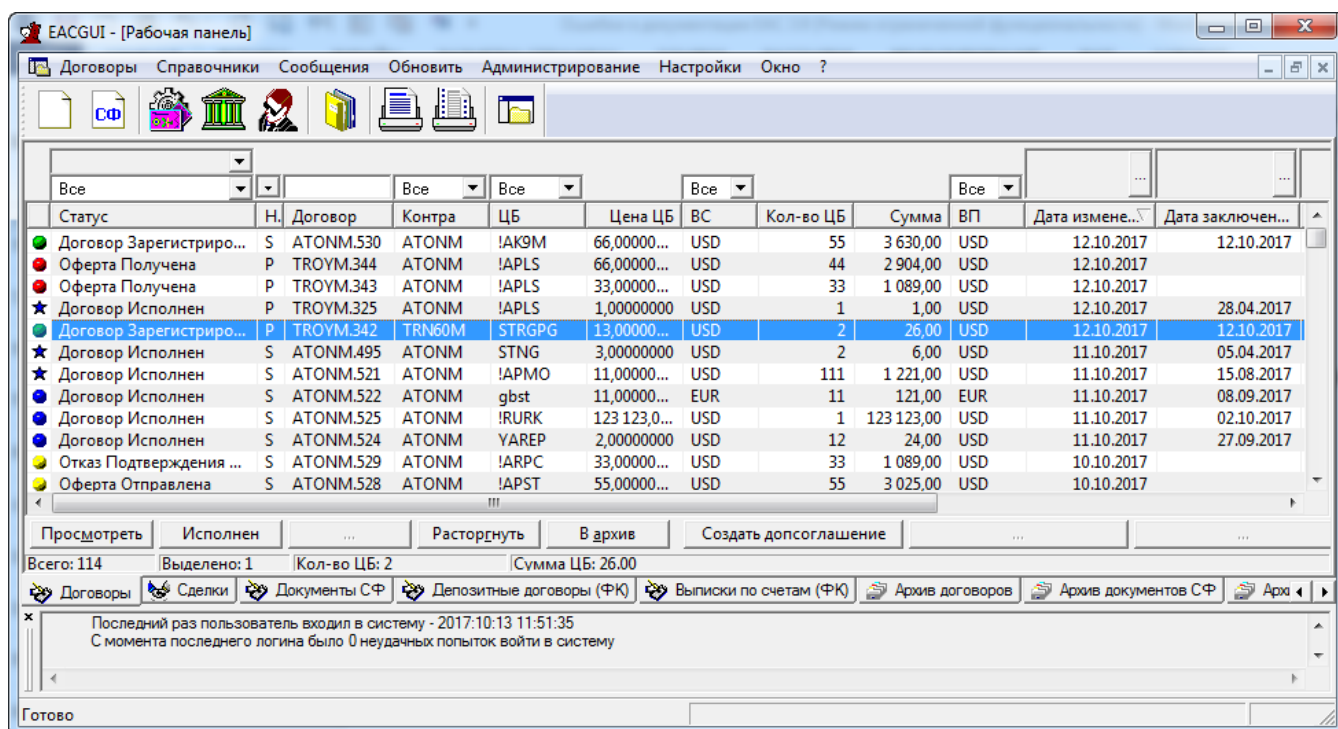 EACGUI - [Рабочая панель]
Договоры Справочники Сообщения Обновить Администрирование Настройки Окно ?
СФ
... ...
Все Все Все Все Все
Статус Н. Договор Контра ЦБ Цена ЦБ ВС Кол-во ЦБ Сумма ВП Дата измене... Дата заключен...
Договор Зарегистриро... S ATONM.530 ATONM !AK9M 66,00000... USD 55 3 630,00 USD 12.10.2017 12.10.2017
Оферта Получена P TROYM.344 ATONM !APLS 66,00000... USD 44 2 904,00 USD 12.10.2017
Оферта Получена P TROYM.343 ATONM !APLS 33,00000... USD 33 1 089,00 USD 12.10.2017
Договор Исполнен P TROYM.325 ATONM !APLS 1,00000000 USD 1 1,00 USD 12.10.2017 28.04.2017
Договор Зарегистриро... P TROYM.342 TRN60M STRGPG 13,00000... USD 2 26,00 USD 12.10.2017 12.10.2017
Договор Исполнен S ATONM.495 ATONM STNG 3,00000000 USD 2 6,00 USD 11.10.2017 05.04.2017
Договор Исполнен S ATONM.521 ATONM !APMO 11,00000... USD 111 1 221,00 USD 11.10.2017 15.08.2017
Договор Исполнен S ATONM.522 ATONM gbst 11,00000... EUR 11 121,00 EUR 11.10.2017 08.09.2017
Договор Исполнен S ATONM.525 ATONM !RURK 123 123,0... USD 1 123 123,00 USD 11.10.2017 02.10.2017
Договор Исполнен S ATONM.524 ATONM YAREP 2,00000000 USD 12 24,00 USD 11.10.2017 27.09.2017
Отказ Подтверждения ... S ATONM.529 ATONM !ARPC 33,00000... USD 33 1 089,00 USD 10.10.2017
Оферта Отправлена S ATONM.528 ATONM !APST 55,00000... USD 55 3 025,00 USD 10.10.2017
Просмотреть Исполнен ... Расторгнуть В архив Создать допсоглашение ... ...
Всего: 114 Выделено: 1 Кол-во ЦБ: 2 Сумма ЦБ: 26.00
Договоры Сделки Документы СФ Депозитные договоры (ФК) Выписки по счетам (ФК) Архив договоров Архив документов СФ Архи
Последний раз пользователь входил в систему - 2017:10:13 11:51:35
С момента последнего логина было 0 неудачных попыток войти в систему
Готово